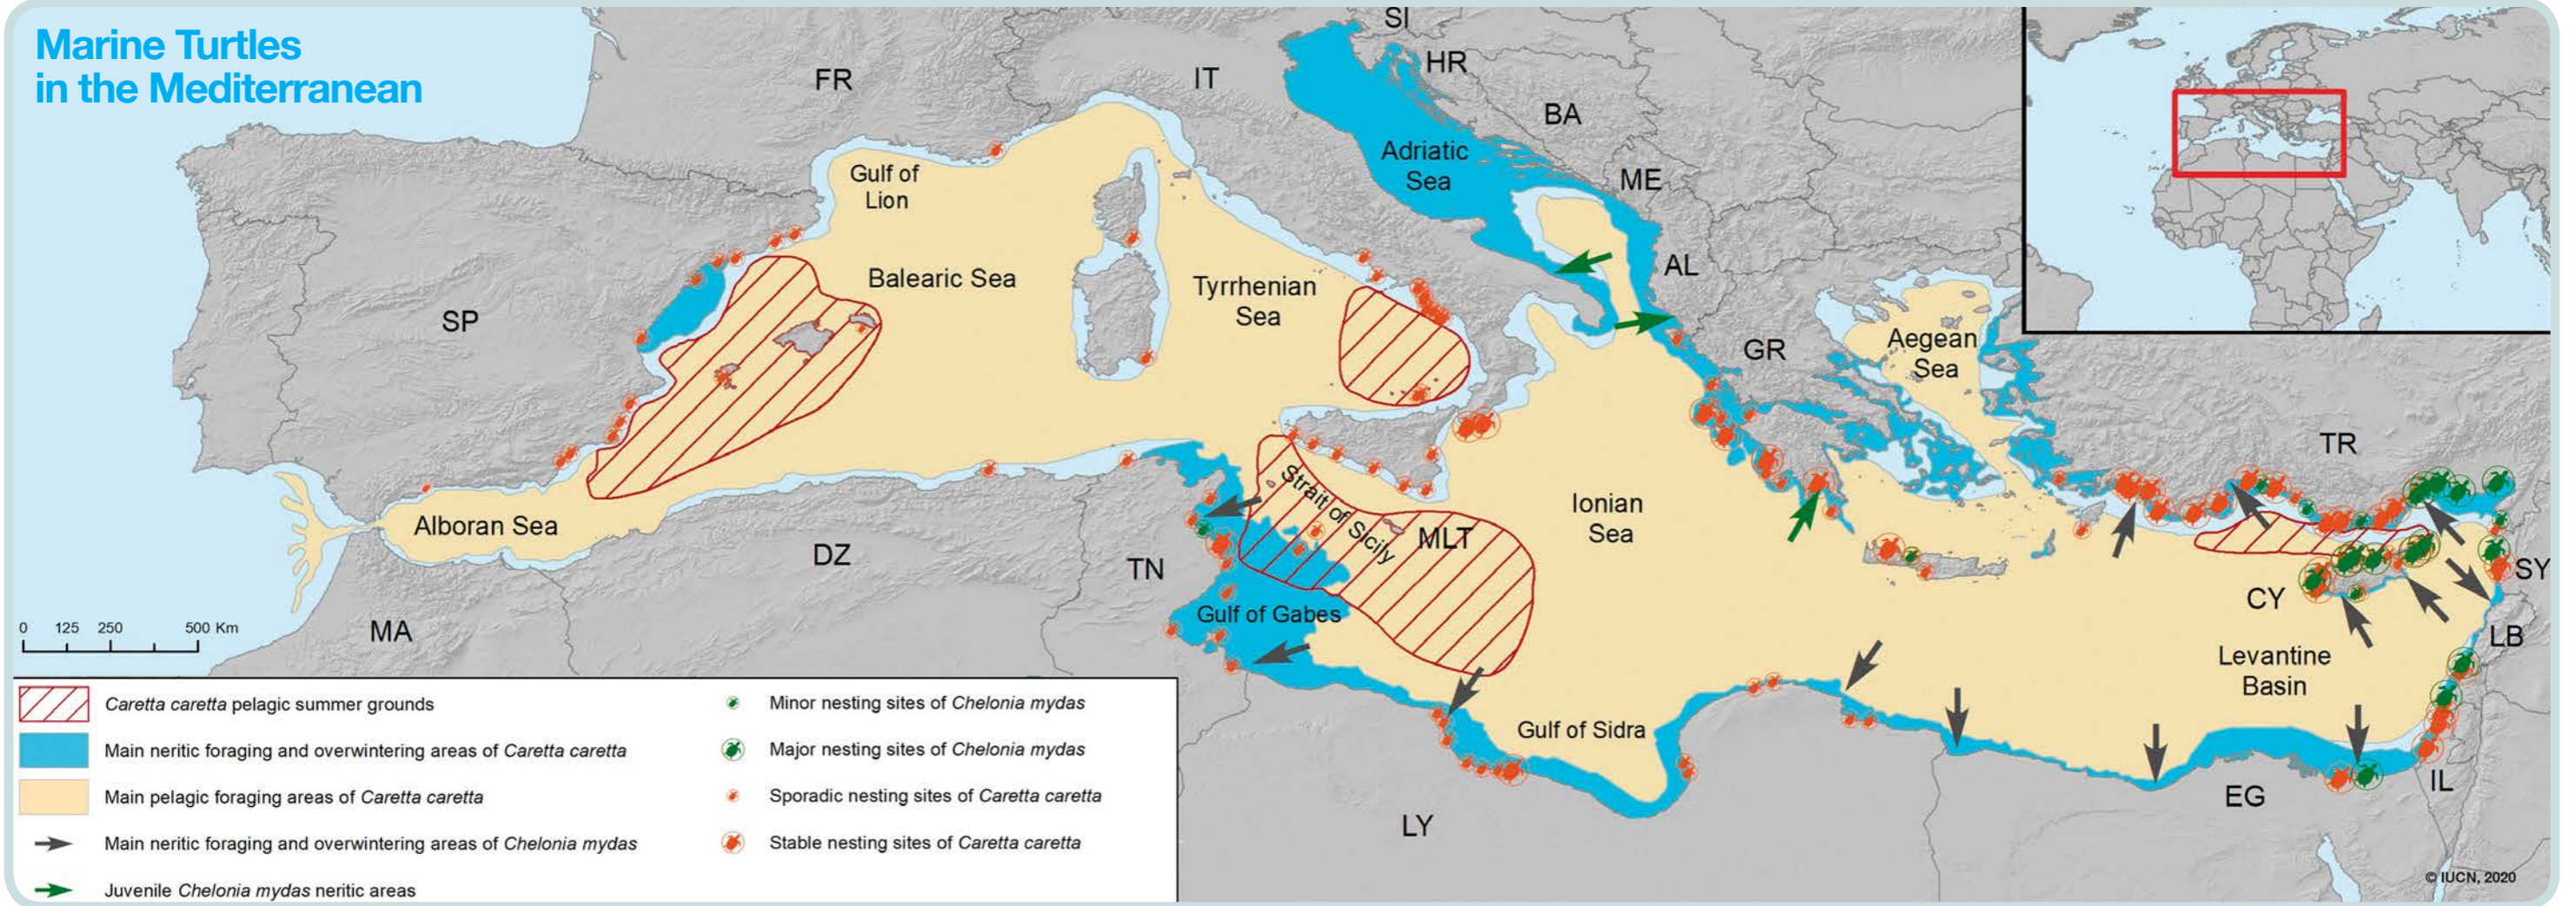 Marine Turtles
in the Mediterranean
SI
HR
FR
IT
BA
Adriatic
Sea
ME
Gulf of
Lion
AL
Balearic Sea
Tyrrhenian
Sea
SP
GR
Aegean
Sea
TR
Strait of Sicily
MLT
Ionian
Sea
Alboran Sea
DZ
TN
SY
CY
Gulf of Gabes
MA
LB
Levantine
Basin
Gulf of Sidra
IL
EG
LY
0 125 250 500 Km
Caretta caretta pelagic summer grounds
Main neritic foraging and overwintering areas of Caretta caretta
Main pelagic foraging areas of Caretta caretta
Main neritic foraging and overwintering areas of Chelonia mydas
Juvenile Chelonia mydas neritic areas
Minor nesting sites of Chelonia mydas
Major nesting sites of Chelonia mydas
Sporadic nesting sites of Caretta caretta
Stable nesting sites of Caretta caretta
© IUCN, 2020